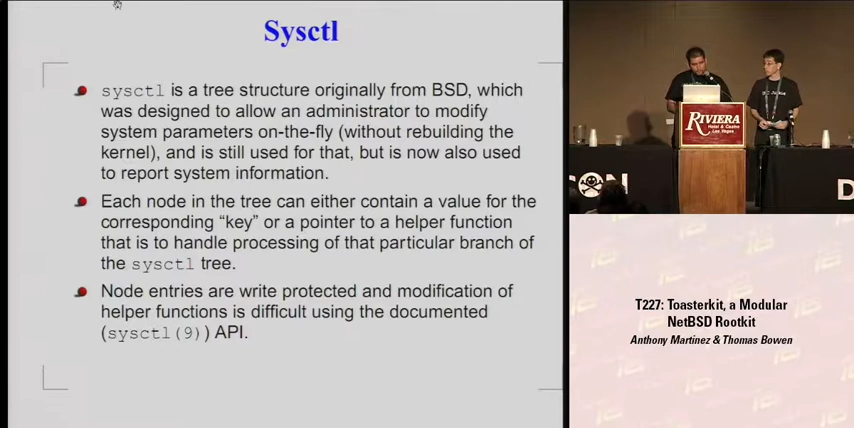 Sysctl
sysctl is a tree structure originally from BSD, which
was designed to allow an administrator to modify
system parameters on-the-fly (without rebuilding the
kernel), and is still used for that, but is now also used
to report system information.
Each node in the tree can either contain a value for the
corresponding “key” or a pointer to a helper function
that is to handle processing of that particular branch of
the sysctl tree.
Node entries are write protected and modification of
helper functions is difficult using the documented
(sysctl(9)) API.
RIVIERA
Hotel & Casino
Las Vegas
CON
D
T227: Toasterkit, a Modular
NetBSD Rootkit
Anthony Martinez & Thomas Bowen